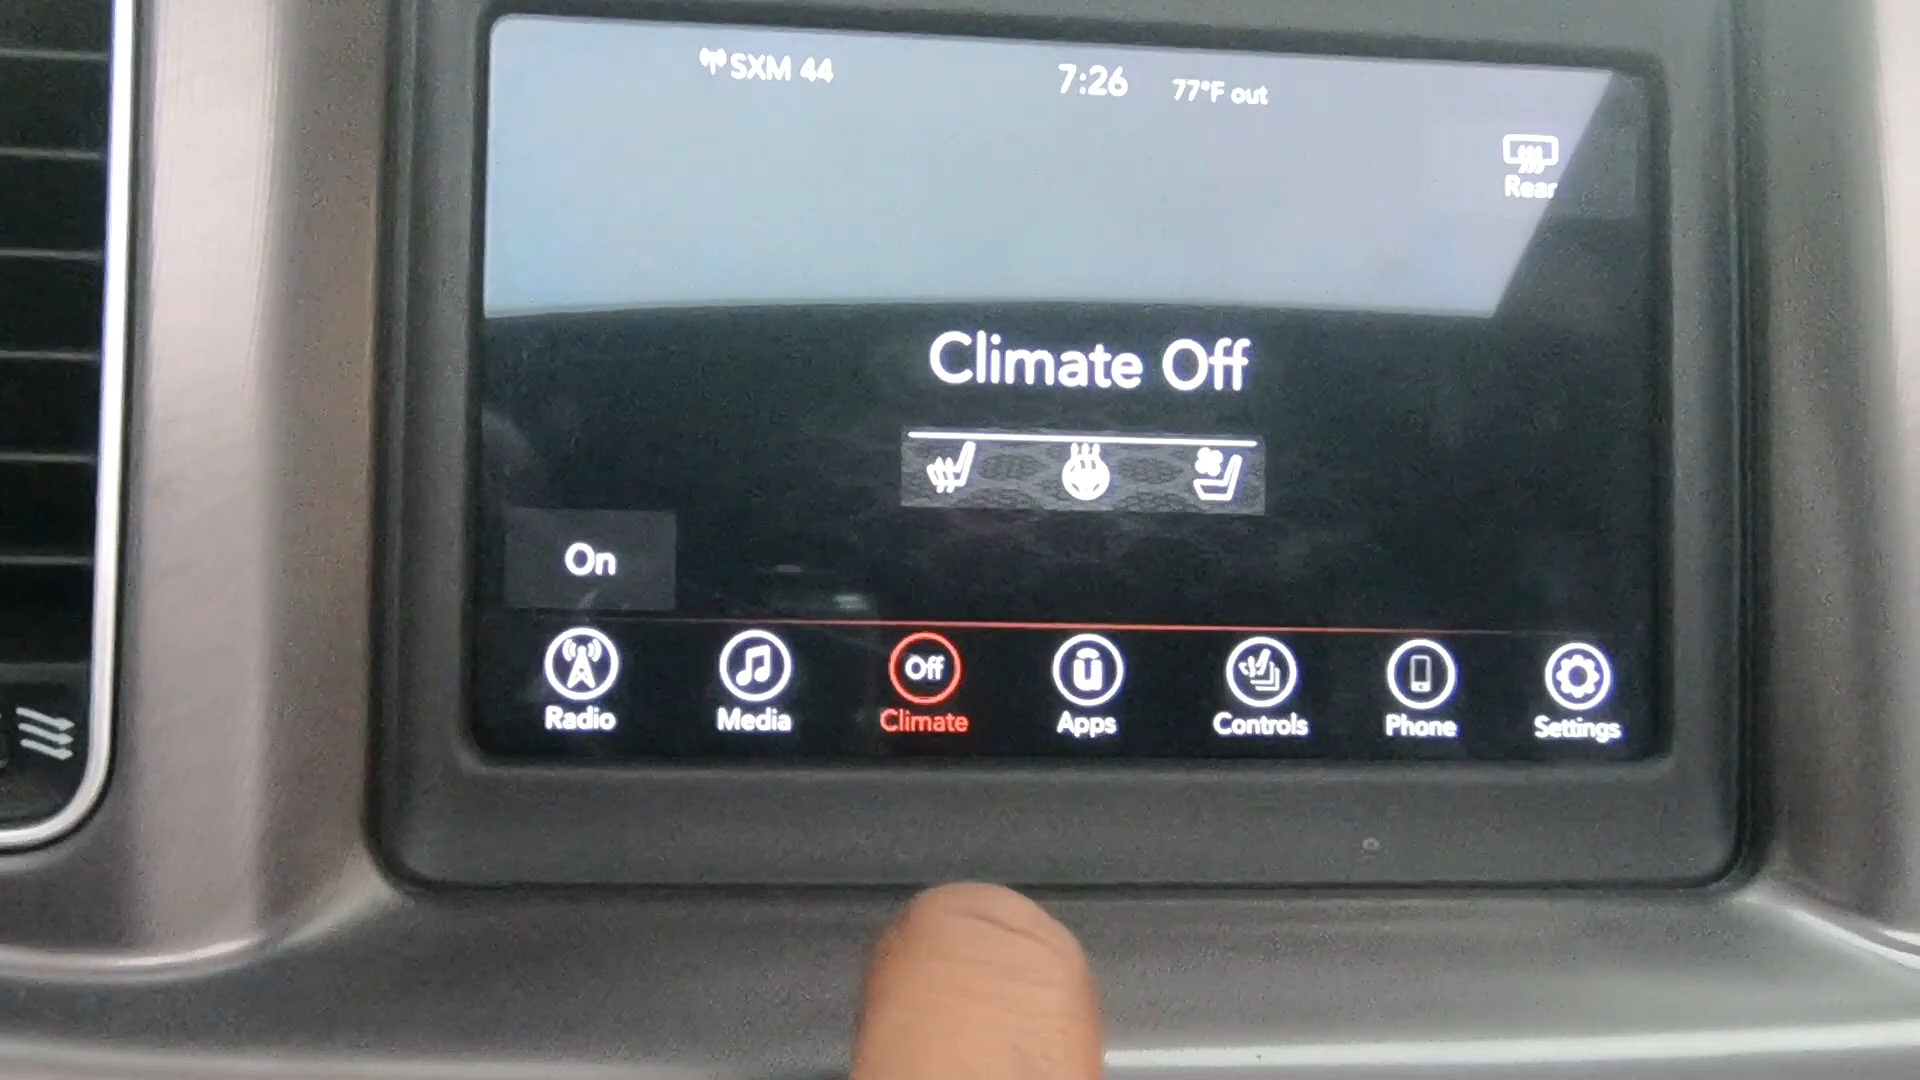 SXM 44
7:26
77°F out
Rear
Climate Off
On
Off
Radio
Media
Climate
Apps
Controls
Phone
Settings